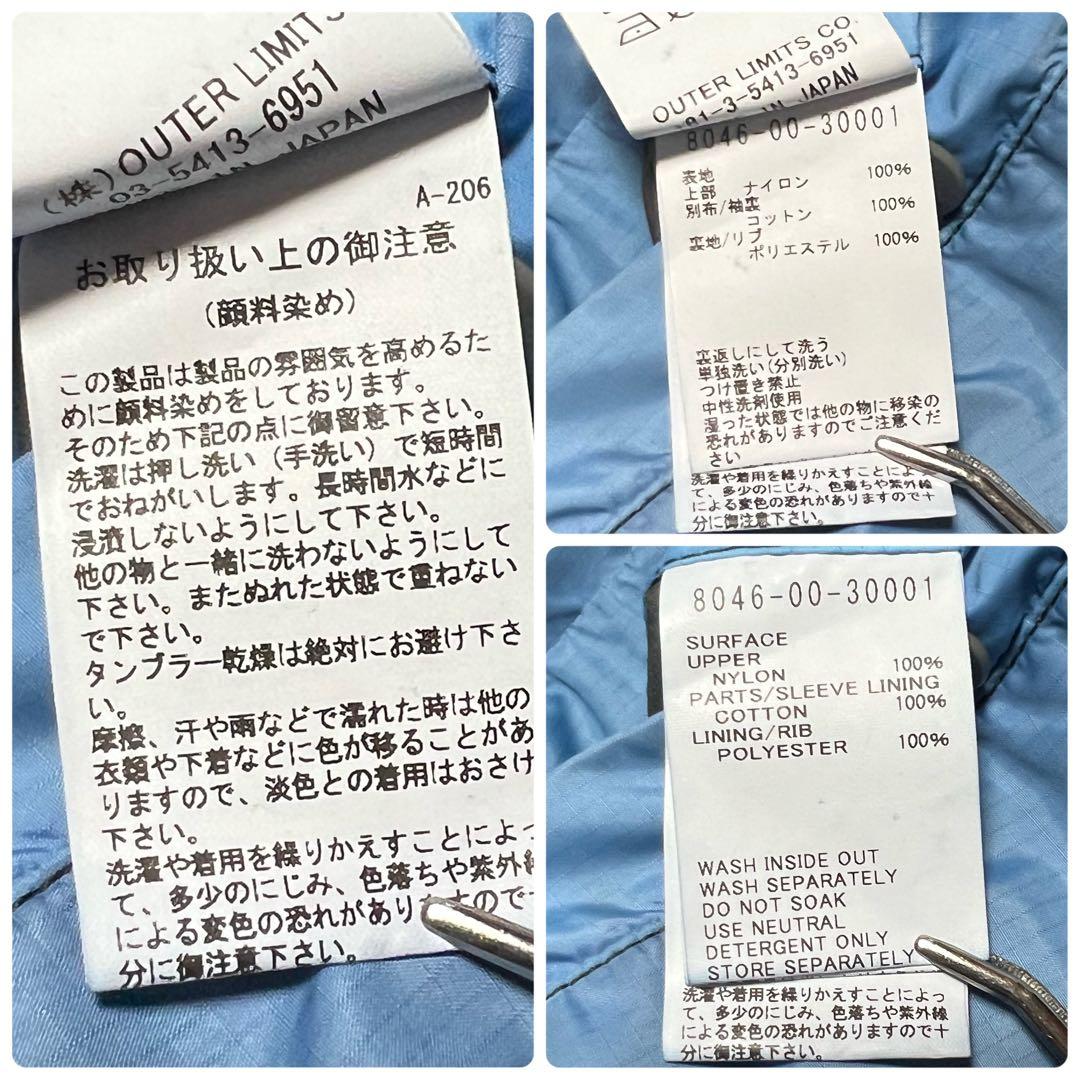 (株)OUTER LIMITS
03-5413-6951
IN JAPAN
A-206
お取り扱い上の御注意
(顔料染め)
この製品は製品の雰囲気を高めるた
めに顔料染めをしております。
そのため下記の点に御留意下さい。
洗濯は押し洗い(手洗い)で短時間
でおねがいします。長時間水などに
浸漬しないようにして下さい。
他の物と一緒に洗わないようにして
下さい。またぬれた状態で重ねない
で下さい。
タンブラー乾燥は絶対にお避け下さ
い。
摩擦、汗や雨などで濡れた時は他の
衣類や下着などに色が移ることがあ
りますので、淡色との着用はおさけ
下さい。
洗濯や着用を繰りかえすことによっ
て、多少のにじみ、色落ちや紫外線
による変色の恐れがありますので
分に御注意下さい。
OUTER LIMITS CO.
81-3-5413-6951
IN JAPAN
8046-00-30001
表地
上部 ナイロン 100%
別布/袖裏
コットン 100%
裏地/リブ
ポリエステル 100%
裏返しにして洗う
単独洗い(分別洗い)
つけ置き禁止
中性洗剤使用
湿った状態では他の物に移染の
恐れがありますのでご注意くだ
さい
洗濯や着用を繰りかえすことによっ
て、多少のにじみ、色落ちや紫外線
による変色の恐れがありますので十
分に御注意下さい。
8046-00-30001
SURFACE
UPPER
NYLON 100%
PARTS/SLEEVE LINING
COTTON 100%
LINING/RIB
POLYESTER 100%
WASH INSIDE OUT
WASH SEPARATELY
DO NOT SOAK
USE NEUTRAL
DETERGENT ONLY
STORE SEPARATELY
洗濯や着用を繰りかえすことによっ
て、多少のにじみ、色落ちや紫外線
による変色の恐れがありますので十
分に御注意下さい。